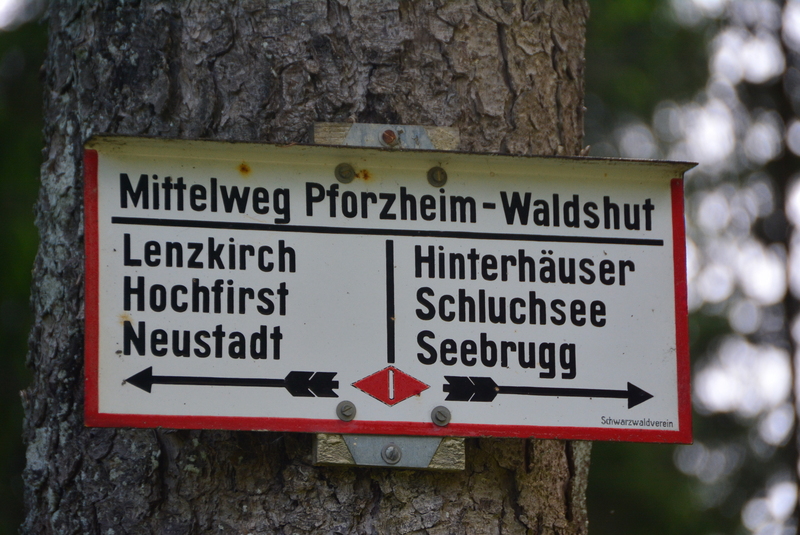 Mittelweg Pforzheim-Waldshut
Lenzkirch
Hochfirst
Neustadt
Hinterhäuser
Schluchsee
Seebrugg
Schwarzwaldverein